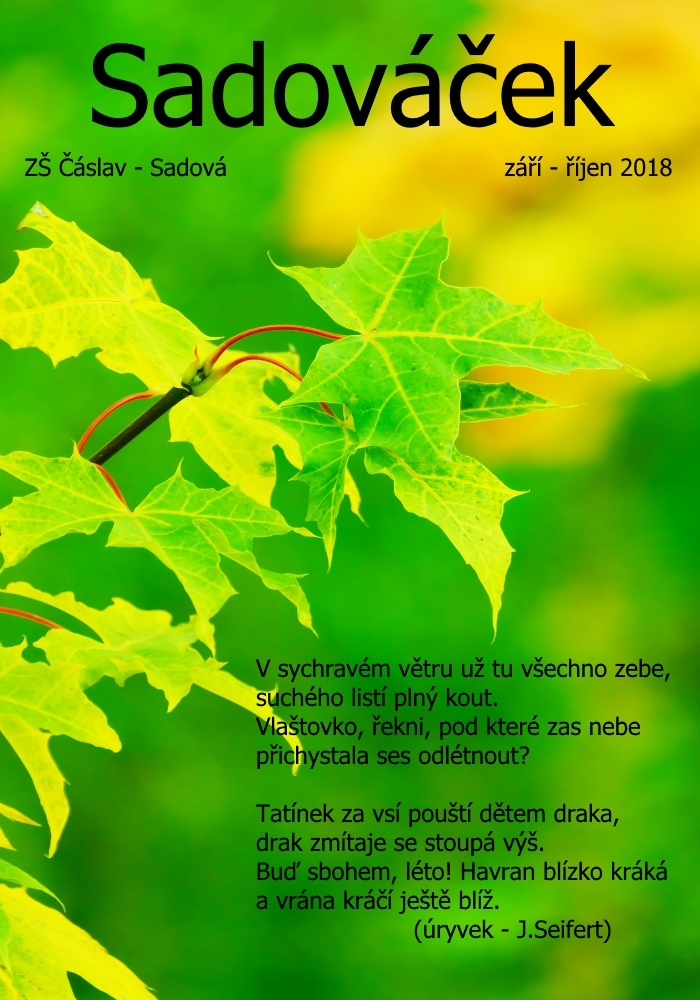 Sadováček
ZŠ Čáslav - Sadová
září - říjen 2018
V sychravém větru už tu všechno zebe,
suchého listí plný kout.
Vlaštovko, řekni, pod které zas nebe
přichystala ses odlétnout?
Tatínek za vsí pouští dětem draka,
drak zmítaje se stoupá výš.
Buď sbohem, léto! Havran blízko kráká
a vrána kráčí ještě blíž.
(úryvek - J.Seifert)